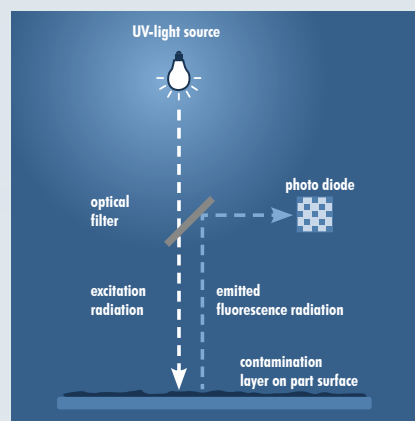 UV-light source
photo diode
optical
filter
excitation
radiation
emitted
fluorescence radiation
contamination
layer on part surface